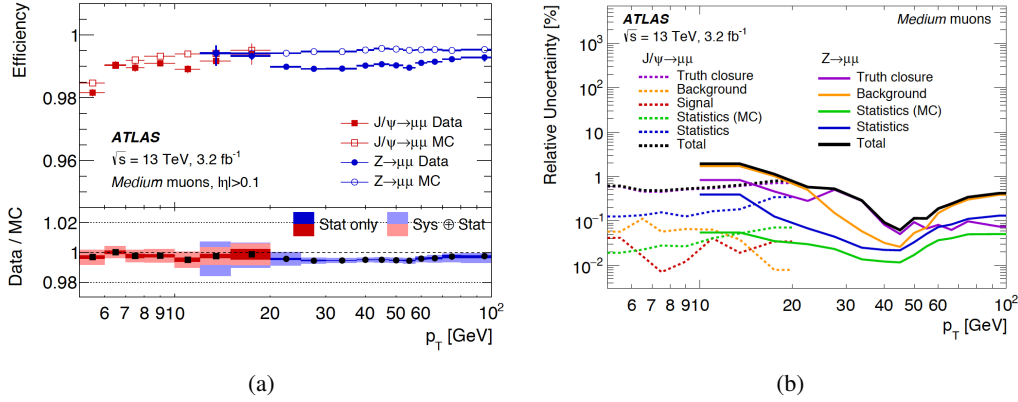 Efficiency
1
0.98
0.96
ATLAS
√s = 13 TeV, 3.2 fb⁻¹
Medium muons, |η|>0.1
J/ψ→μμ Data
J/ψ→μμ MC
Z→μμ Data
Z→μμ MC
Data / MC
1.02
1
0.98
Stat only
Sys ⊕ Stat
6 7 8 9 10 20 30 40 50 60 10²
p_T [GeV]
(a)
Relative Uncertainty [%]
10³
10²
10
1
10⁻¹
10⁻²
ATLAS
Medium muons
√s = 13 TeV, 3.2 fb⁻¹
J/ψ→μμ
Truth closure
Background
Signal
Statistics (MC)
Statistics
Total
Z→μμ
Truth closure
Background
Statistics (MC)
Statistics
Total
6 7 8 9 10 20 30 40 50 60 10²
p_T [GeV]
(b)